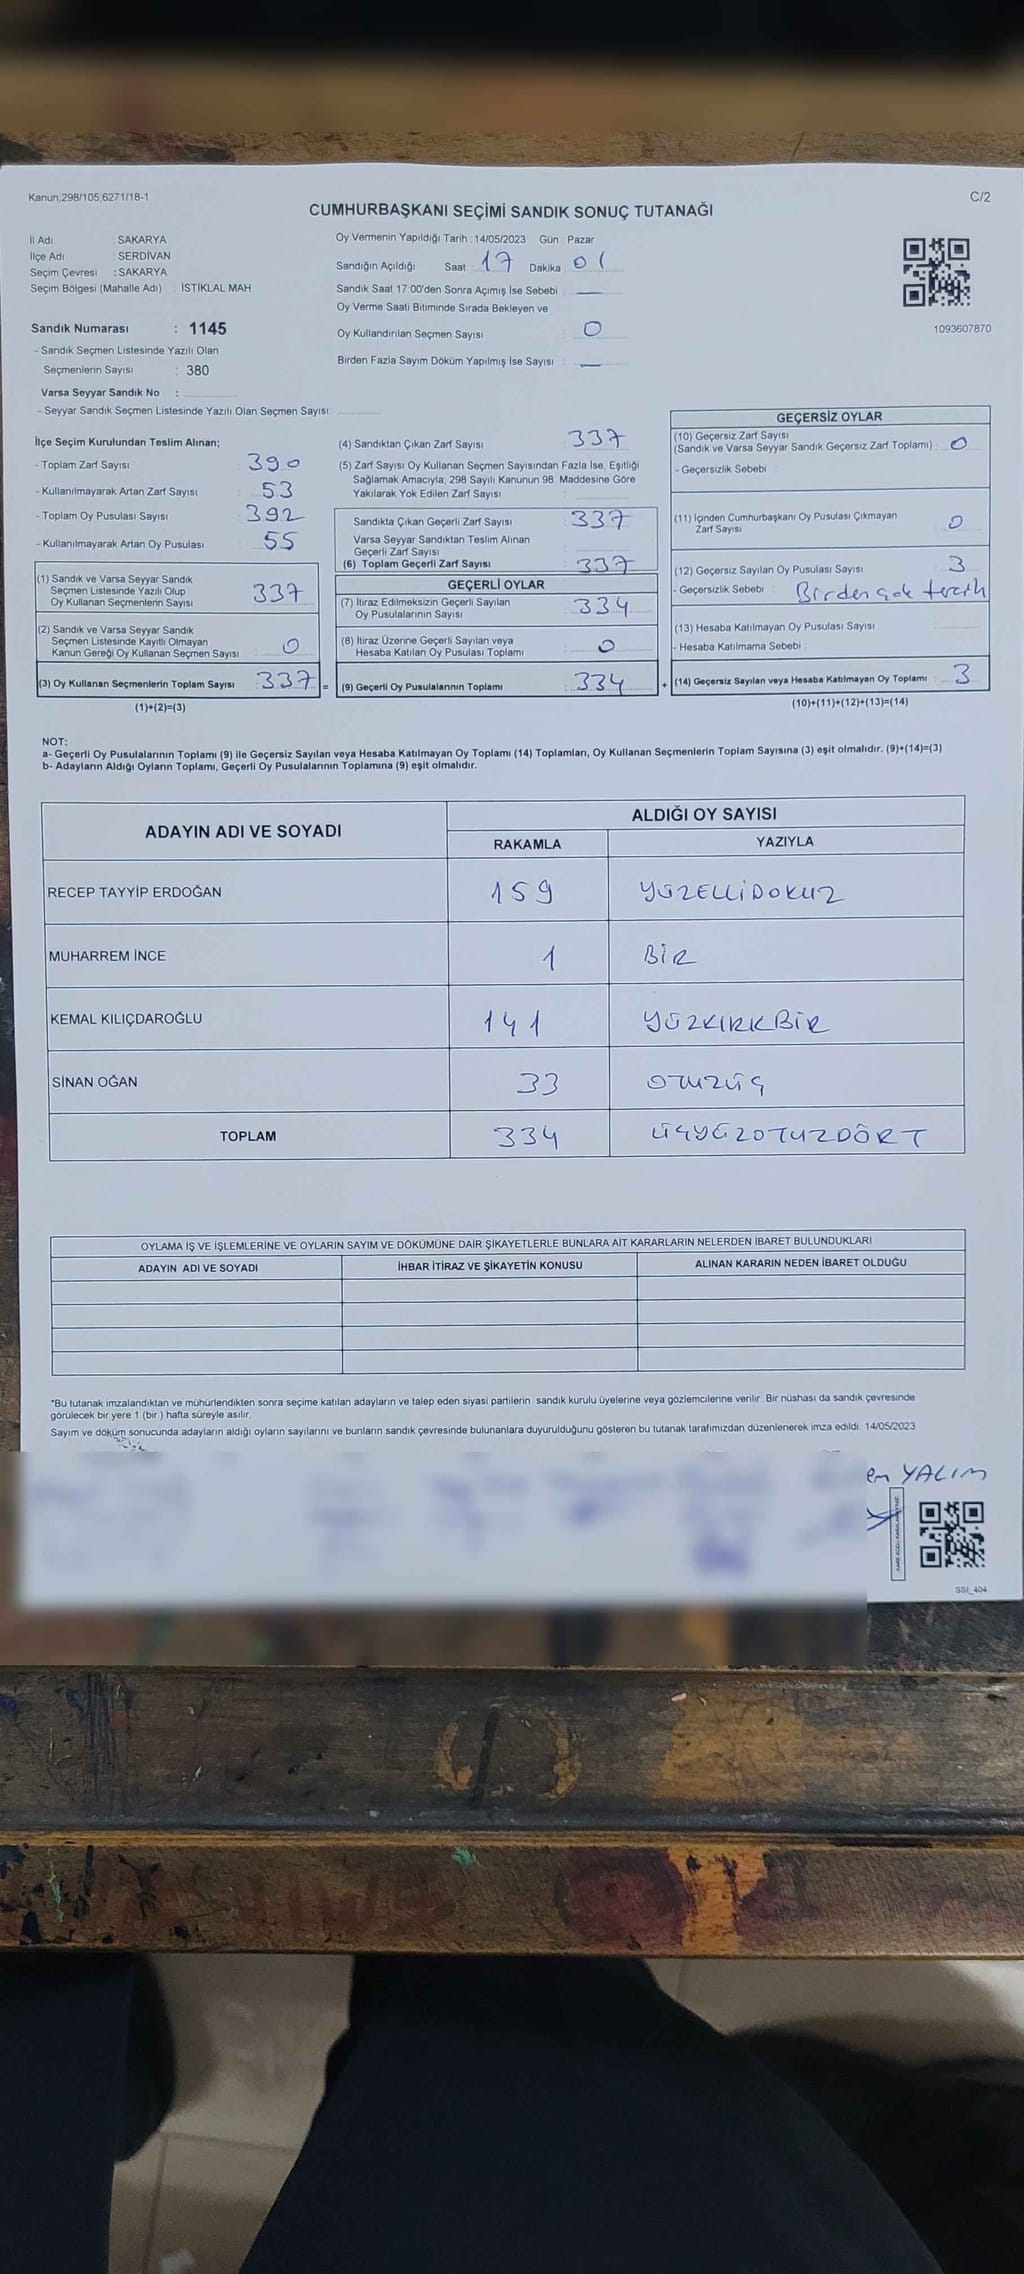 Kanun;298/105,6271/18-1
C/2
CUMHURBAŞKANI SEÇİMİ SANDIK SONUÇ TUTANAĞI
İl Adı : SAKARYA
İlçe Adı : SERDİVAN
Seçim Çevresi : SAKARYA
Seçim Bölgesi (Mahalle Adı) : İSTİKLAL MAH.
Sandık Numarası : 1145
- Sandık Seçmen Listesinde Yazılı Olan
Seçmenlerin Sayısı : 380
Varsa Seyyar Sandık No :
- Seyyar Sandık Seçmen Listesinde Yazılı Olan Seçmen Sayısı:
Oy Vermenin Yapıldığı Tarih : 14/05/2023 Gün : Pazar
Sandığın Açıldığı Saat 17 Dakika 01
Sandık Saat 17:00'den Sonra Açımış İse Sebebi : —
Oy Verme Saati Bitiminde Sırada Bekleyen ve
Oy Kullandırılan Seçmen Sayısı : 0
Birden Fazla Sayım Döküm Yapılmış İse Sayısı : —
1093607870
İlçe Seçim Kurulundan Teslim Alınan;
- Toplam Zarf Sayısı : 390
- Kullanılmayarak Artan Zarf Sayısı : 53
- Toplam Oy Pusulası Sayısı : 392
- Kullanılmayarak Artan Oy Pusulası : 55
(1) Sandık ve Varsa Seyyar Sandık
Seçmen Listesinde Yazılı Olup
Oy Kullanan Seçmenlerin Sayısı 337
(2) Sandık ve Varsa Seyyar Sandık
Seçmen Listesinde Kayıtlı Olmayan
Kanun Gereği Oy Kullanan Seçmen Sayısı : 0
(3) Oy Kullanan Seçmenlerin Toplam Sayısı : 337 =
(1)+(2)=(3)
(4) Sandıktan Çıkan Zarf Sayısı : 337
(5) Zarf Sayısı Oy Kullanan Seçmen Sayısından Fazla İse, Eşitliği
Sağlamak Amacıyla; 298 Sayılı Kanunun 98. Maddesine Göre
Yakılarak Yok Edilen Zarf Sayısı :
Sandıkta Çıkan Geçerli Zarf Sayısı : 337
Varsa Seyyar Sandıktan Teslim Alınan
Geçerli Zarf Sayısı
(6) Toplam Geçerli Zarf Sayısı : 337
GEÇERLİ OYLAR
(7) İtiraz Edilmeksizin Geçerli Sayılan
Oy Pusulalarının Sayısı : 334
(8) İtiraz Üzerine Geçerli Sayılan veya
Hesaba Katılan Oy Pusulası Toplamı : 0
(9) Geçerli Oy Pusulalarının Toplamı : 334 +
GEÇERSİZ OYLAR
(10) Geçersiz Zarf Sayısı
(Sandık ve Varsa Seyyar Sandık Geçersiz Zarf Toplamı) : 0
- Geçersizlik Sebebi :
(11) İçinden Cumhurbaşkanı Oy Pusulası Çıkmayan
Zarf Sayısı : 0
(12) Geçersiz Sayılan Oy Pusulası Sayısı : 3
- Geçersizlik Sebebi : Birden çok tercih
(13) Hesaba Katılmayan Oy Pusulası Sayısı :
- Hesaba Katılmama Sebebi :
(14) Geçersiz Sayılan veya Hesaba Katılmayan Oy Toplamı : 3
(10)+(11)+(12)+(13)=(14)
NOT:
a- Geçerli Oy Pusulalarının Toplamı (9) ile Geçersiz Sayılan veya Hesaba Katılmayan Oy Toplamı (14) Toplamları, Oy Kullanan Seçmenlerin Toplam Sayısına (3) eşit olmalıdır. (9)+(14)=(3)
b- Adayların Aldığı Oyların Toplamı, Geçerli Oy Pusulalarının Toplamına (9) eşit olmalıdır.
ADAYIN ADI VE SOYADI ALDIĞI OY SAYISI
RAKAMLA YAZIYLA
RECEP TAYYİP ERDOĞAN 159 YÜZELLİDOKUZ
MUHARREM İNCE 1 BİR
KEMAL KILIÇDAROĞLU 141 YÜZKIRKBİR
SİNAN OĞAN 33 OTUZÜÇ
TOPLAM 334 ÜÇYÜZOTUZDÖRT
OYLAMA İŞ VE İŞLEMLERİNE VE OYLARIN SAYIM VE DÖKÜMÜNE DAİR ŞİKAYETLERLE BUNLARA AİT KARARLARIN NELERDEN İBARET BULUNDUKLARI
ADAYIN ADI VE SOYADI İHBAR İTİRAZ VE ŞİKAYETİN KONUSU ALINAN KARARIN NEDEN İBARET OLDUĞU
*Bu tutanak imzalandıktan ve mühürlendikten sonra seçime katılan adayların ve talep eden siyasi partilerin sandık kurulu üyelerine veya gözlemcilerine verilir. Bir nüshası da sandık çevresinde
görülecek bir yere 1 (bir ) hafta süreyle asılır.
Sayım ve döküm sonucunda adayların aldığı oyların sayılarını ve bunların sandık çevresinde bulunanlara duyurulduğunu gösteren bu tutanak tarafımızdan düzenlenerek imza edildi. 14/05/2023
em YALIM
SSI_404